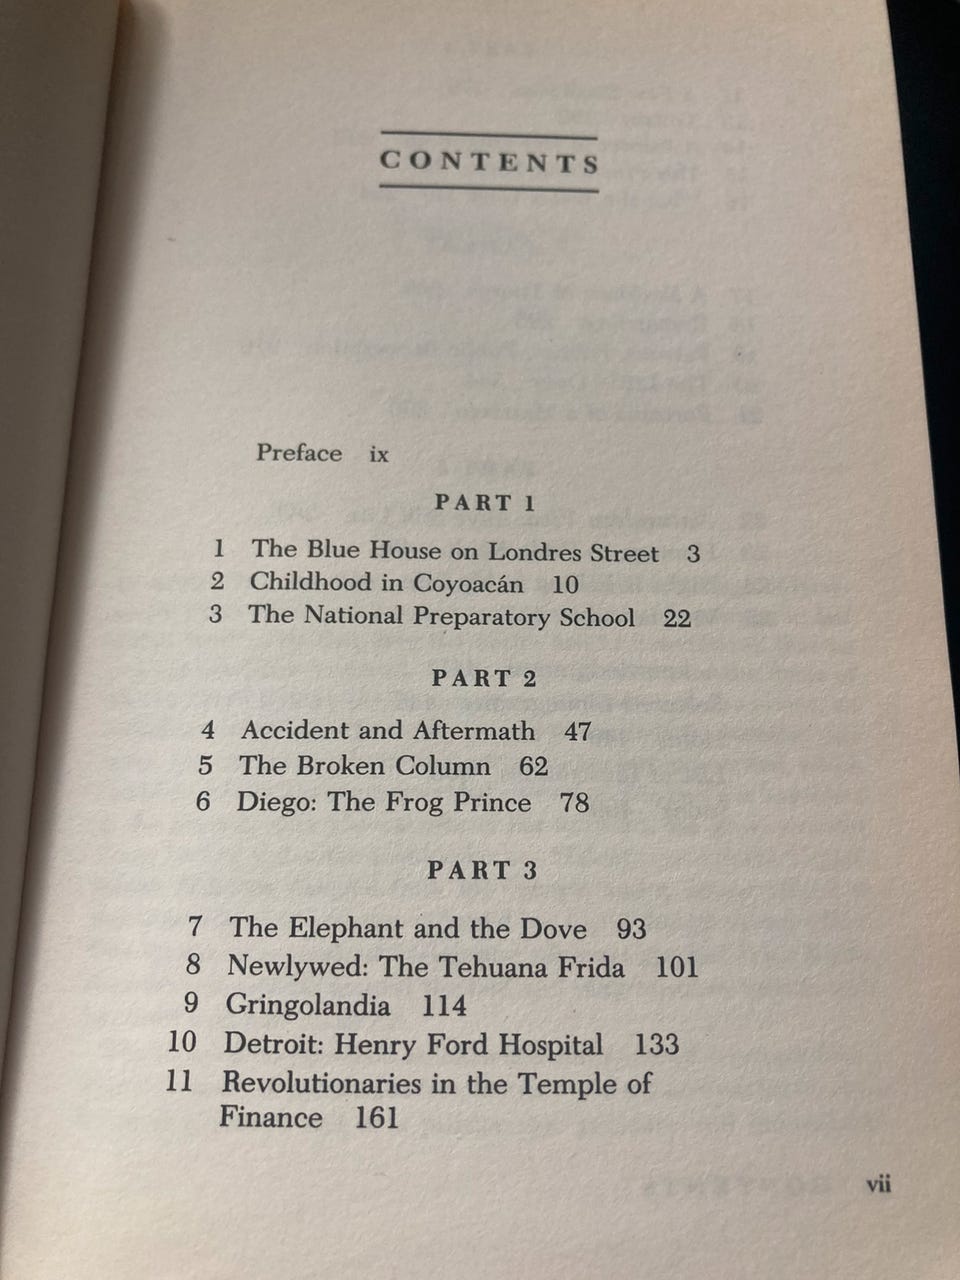 CONTENTS
Preface ix
PART 1
1 The Blue House on Londres Street 3
2 Childhood in Coyoacán 10
3 The National Preparatory School 22
PART 2
4 Accident and Aftermath 47
5 The Broken Column 62
6 Diego: The Frog Prince 78
PART 3
7 The Elephant and the Dove 93
8 Newlywed: The Tehuana Frida 101
9 Gringolandia 114
10 Detroit: Henry Ford Hospital 133
11 Revolutionaries in the Temple of
Finance 161
vii